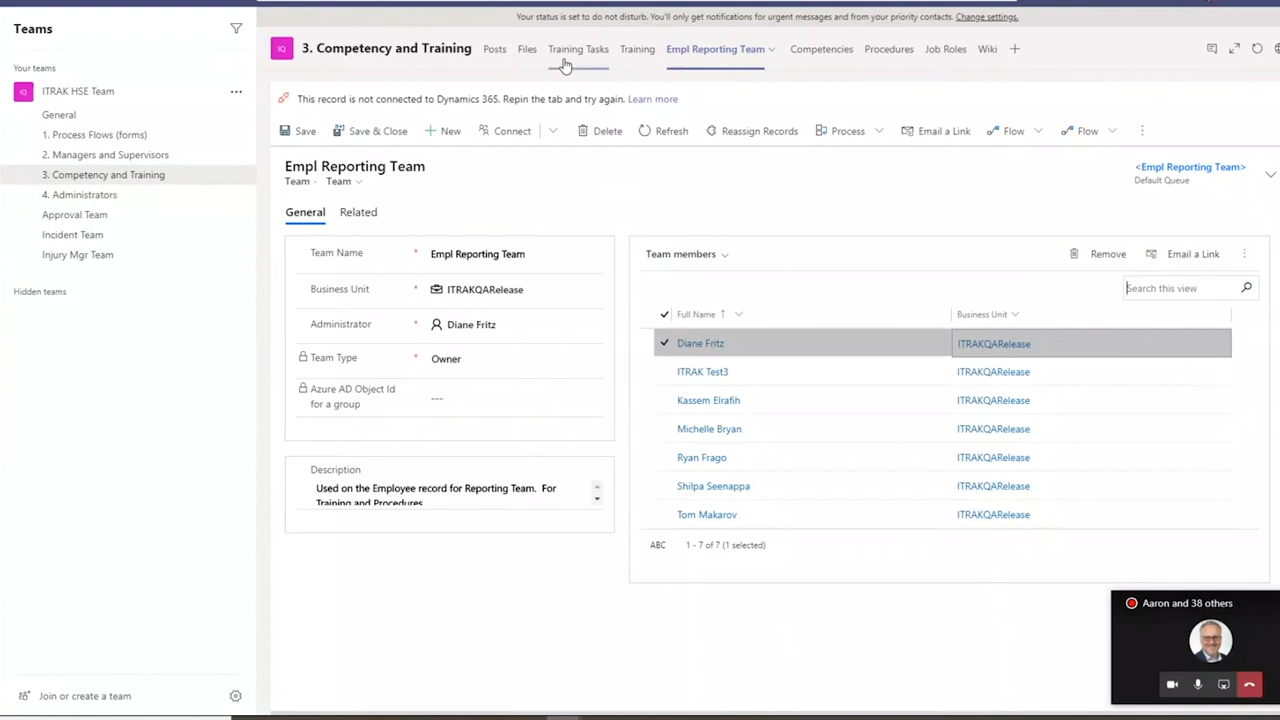 Your status is set to do not disturb. You'll only get notifications for urgent messages and from your priority contacts. Change settings.
Teams
Your teams
IQ ITRAK HSE Team
General
1. Process Flows (forms)
2. Managers and Supervisors
3. Competency and Training
4. Administrators
Approval Team
Incident Team
Injury Mgr Team
Hidden teams
Join or create a team
IQ 3. Competency and Training Posts Files Training Tasks Training Empl Reporting Team Competencies Procedures Job Roles Wiki
This record is not connected to Dynamics 365. Repin the tab and try again. Learn more
Save Save & Close New Connect Delete Refresh Reassign Records Process Email a Link Flow Flow
Empl Reporting Team
Team · Team
<Empl Reporting Team>
Default Queue
General Related
Team Name * Empl Reporting Team
Business Unit * ITRAKQARelease
Administrator * Diane Fritz
Team Type * Owner
Azure AD Object Id
for a group
---
Description
Used on the Employee record for Reporting Team. For
Training and Procedures
Team members Remove Email a Link
Search this view
Full Name ↑ Business Unit
Diane Fritz ITRAKQARelease
ITRAK Test3 ITRAKQARelease
Kassem Elrafih ITRAKQARelease
Michelle Bryan ITRAKQARelease
Ryan Frago ITRAKQARelease
Shilpa Seenappa ITRAKQARelease
Tom Makarov ITRAKQARelease
ABC 1 - 7 of 7 (1 selected)
Aaron and 38 others